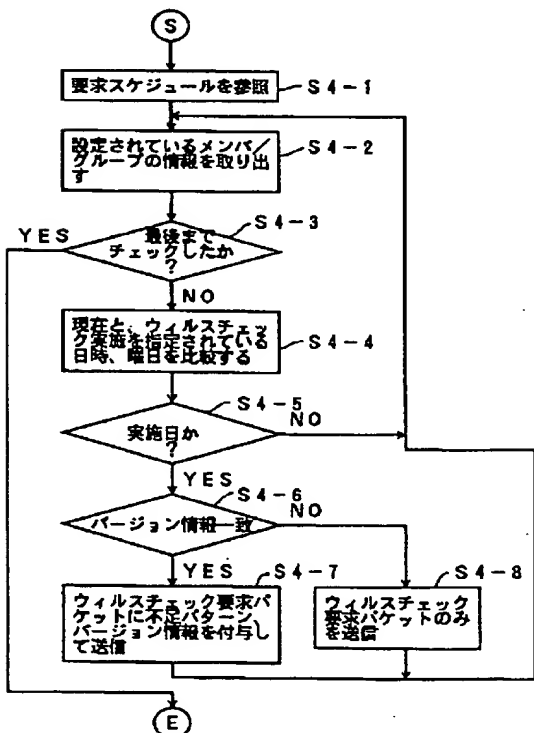 S
要求スケジュールを参照
S4-1
設定されているメンバ/
グループの情報を取り出
す
S4-2
YES
最後まで
チェックしたか
?
S4-3
NO
現在と、ウィルスチェッ
ク実施を指定されている
日時、曜日を比較する
S4-4
S4-5
実施日か
?
NO
YES
S4-6
バージョン情報一致
NO
YES
S4-7
ウィルスチェック要求パ
ケットに不足パターン、
バージョン情報を付与し
て送信
S4-8
ウィルスチェック
要求パケットのみ
を送信
E